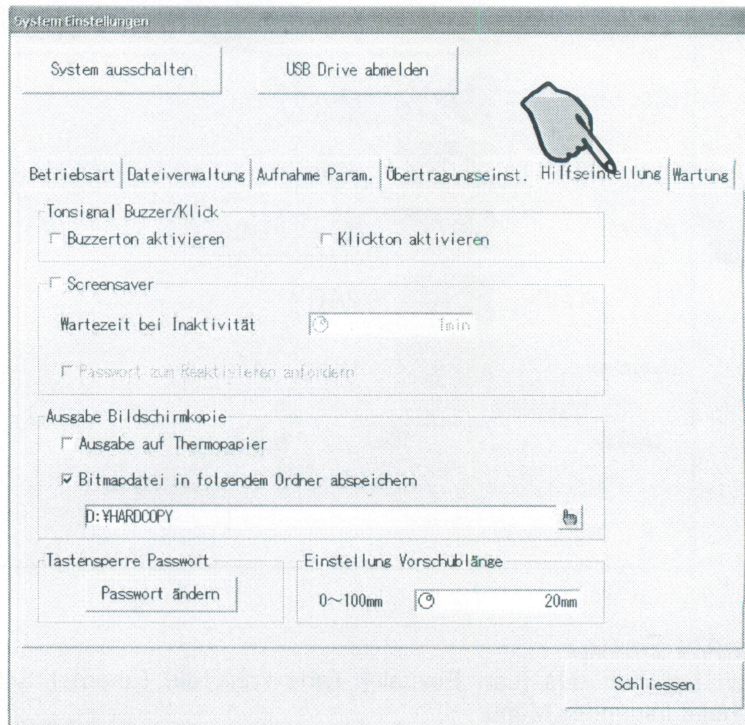 System Einstellungen
System ausschalten USB Drive abmelden
Betriebsart Dateiverwaltung Aufnahme Param. Übertragungseinst. Hilfseintellung Wartung
Tonsignal Buzzer/Klick
Buzzerton aktivieren Klickton aktivieren
Screensaver
Wartezeit bei Inaktivität 1min
Passwort zum Reaktivieren anfordern
Ausgabe Bildschirmkopie
Ausgabe auf Thermopapier
Bitmapdatei in folgendem Ordner abspeichern
D:¥HARDCOPY
Tastensperre Passwort Einstellung Vorschublänge
Passwort ändern 0～100mm 20mm
Schliessen